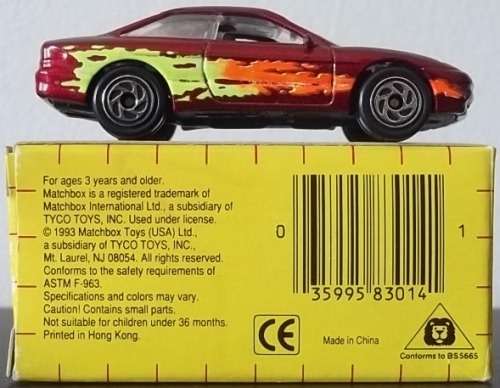 For ages 3 years and older.
Matchbox is a registered trademark of
Matchbox International Ltd., a subsidiary of
TYCO TOYS, INC. Used under license.
© 1993 Matchbox Toys (USA) Ltd.,
a subsidiary of TYCO TOYS, INC.,
Mt. Laurel, NJ 08054. All rights reserved.
Conforms to the safety requirements of
ASTM F-963.
Specifications and colors may vary.
Caution! Contains small parts.
Not suitable for children under 36 months.
Printed in Hong Kong.
0 35995 83014 1
CE
Made in China
Conforms to BS5665